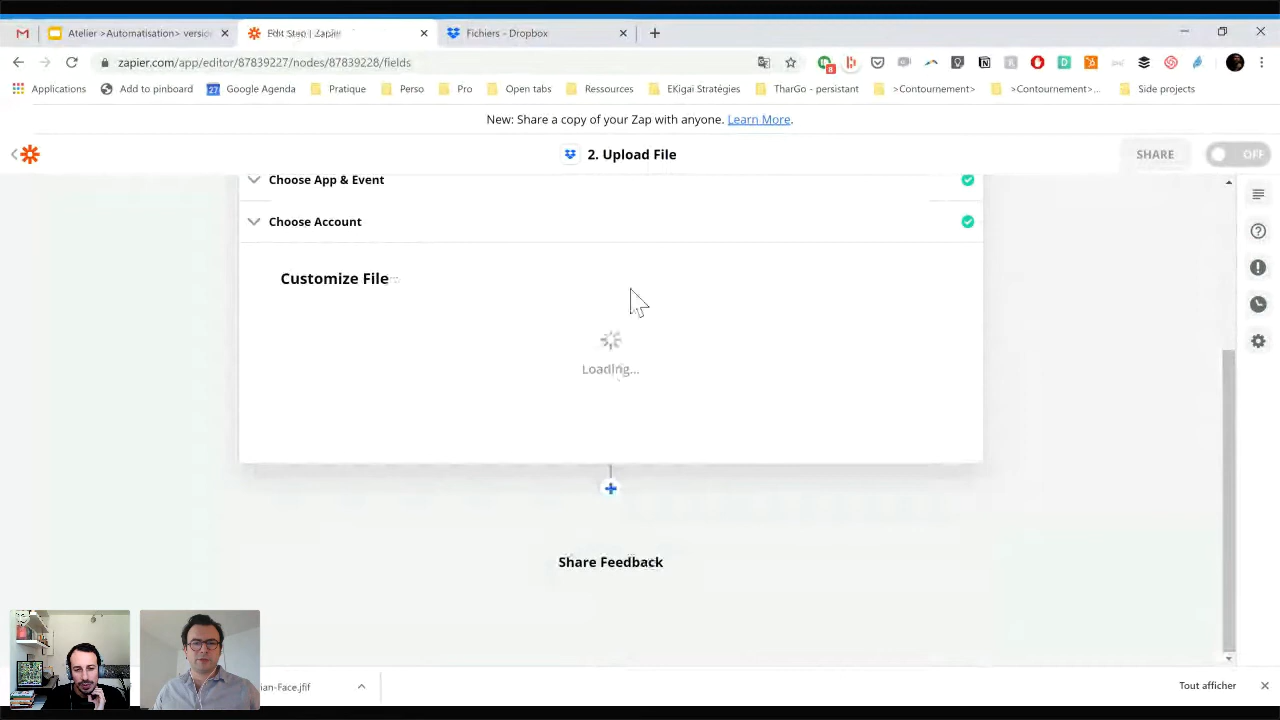 Atelier >Automatisation> versio
Edit Step | Zapier
Fichiers - Dropbox
zapier.com/app/editor/87839227/nodes/87839228/fields
8
Applications
Add to pinboard
27
Google Agenda
Pratique
Perso
Pro
Open tabs
Ressources
EKigai Stratégies
TharGo - persistant
>Contournement>
>Contournement>...
Side projects
New: Share a copy of your Zap with anyone. Learn More.
2. Upload File
SHARE
OFF
Choose App & Event
Choose Account
Customize File
Loading...
Share Feedback
ian-Face.jfif
Tout afficher